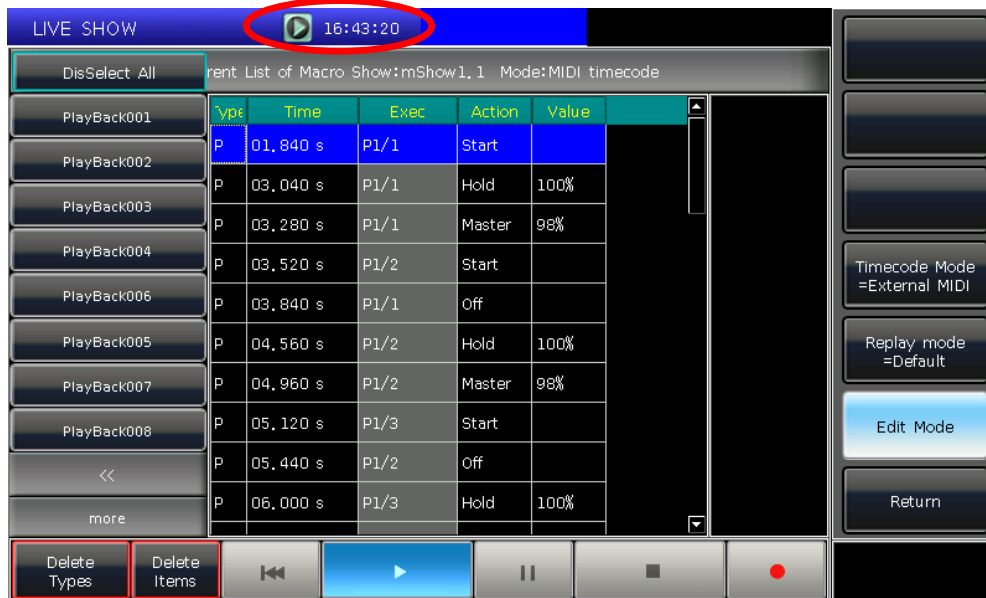 LIVE SHOW
16:43:20
DisSelect All
rent List of Macro Show:mShow1.1 Mode:MIDI timecode
PlayBack001
PlayBack002
PlayBack003
PlayBack004
PlayBack006
PlayBack005
PlayBack007
PlayBack008
<<
more
Type Time Exec Action Value
P 01.840 s P1/1 Start
P 03.040 s P1/1 Hold 100%
P 03.280 s P1/1 Master 98%
P 03.520 s P1/2 Start
P 03.840 s P1/1 Off
P 04.560 s P1/2 Hold 100%
P 04.960 s P1/2 Master 98%
P 05.120 s P1/3 Start
P 05.440 s P1/2 Off
P 06.000 s P1/3 Hold 100%
Timecode Mode
=External MIDI
Replay mode
=Default
Edit Mode
Return
Delete
Types
Delete
Items